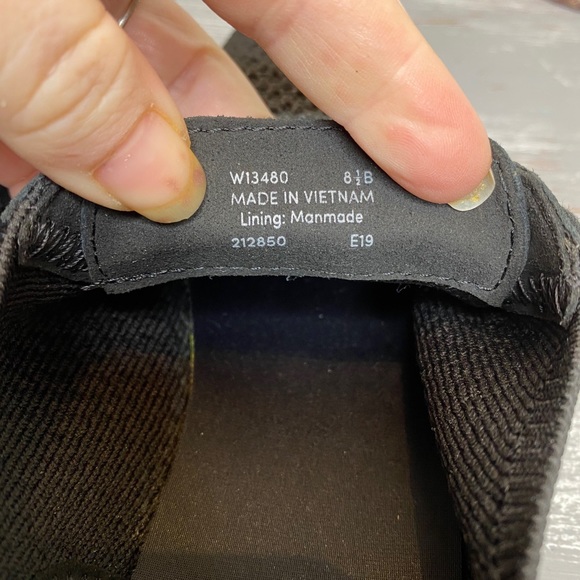 W13480 8½B
MADE IN VIETNAM
Lining: Manmade
212850 E19